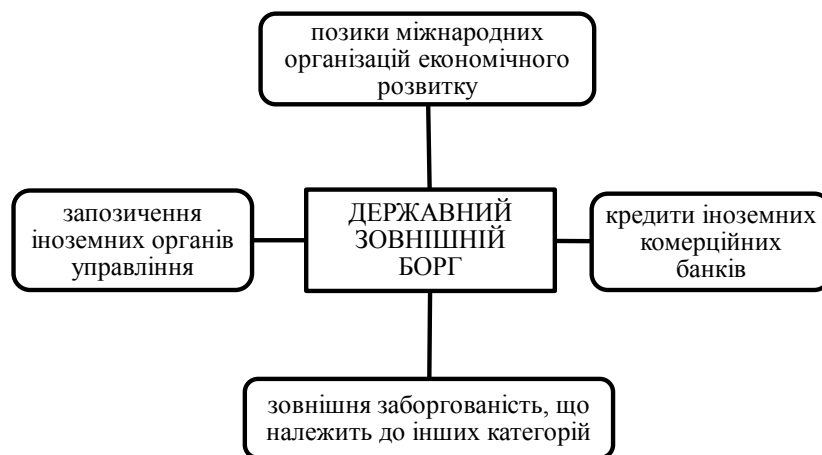 позики міжнародних
організацій економічного
розвитку
запозичення
іноземних органів
управління
ДЕРЖАВНИЙ
ЗОВНІШНІЙ
БОРГ
кредити іноземних
комерційних
банків
зовнішня заборгованість, що
належить до інших категорій